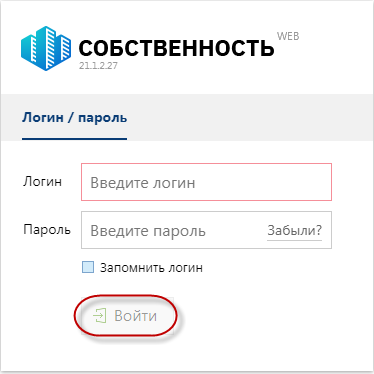 СОБСТВЕННОСТЬ WEB
21.1.2.27
Логин / пароль
Логин Введите логин
Пароль Введите пароль Забыли?
Запомнить логин
Войти